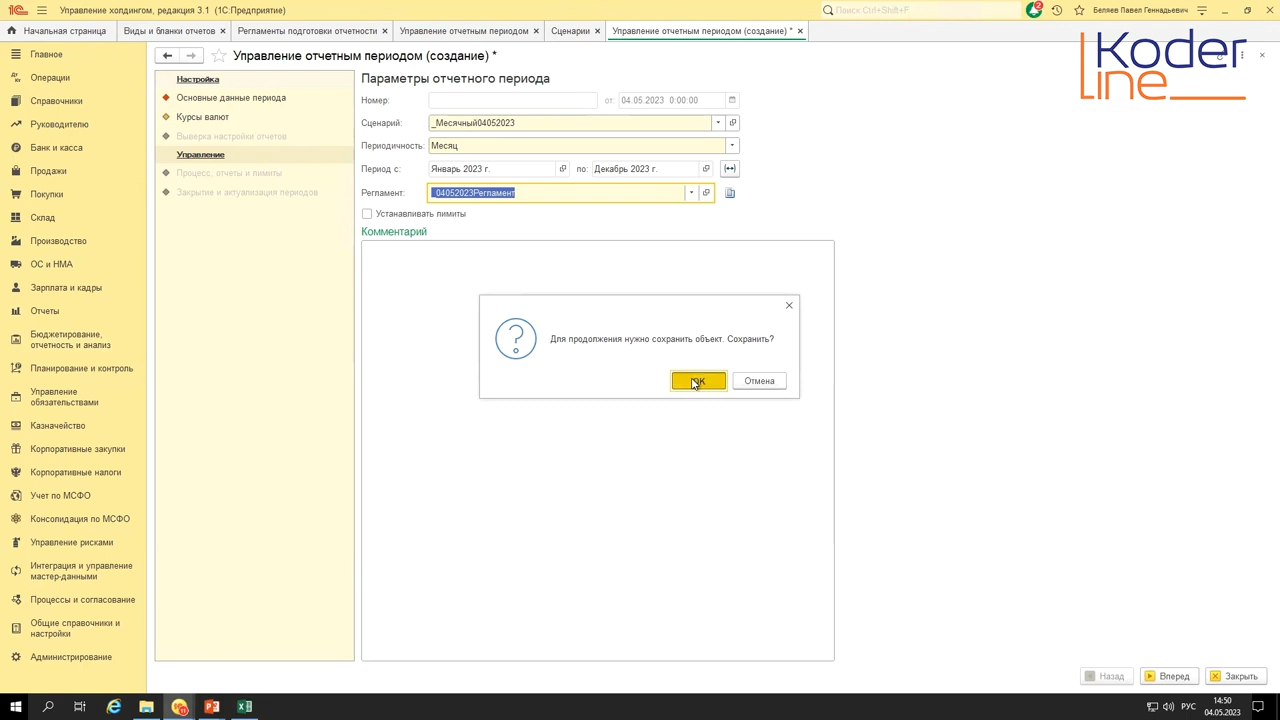 Управление холдингом, редакция 3.1 (1С:Предприятие)
Поиск Ctrl+Shift+F
2
Беляев Павел Геннадьевич
Начальная страница
Виды и бланки отчетов
Регламенты подготовки отчетности
Управление отчетным периодом
Сценарии
Управление отчетным периодом (создание) *
Koder
line
Главное
Операции
Справочники
Руководителю
Банк и касса
Продажи
Покупки
Склад
Производство
ОС и НМА
Зарплата и кадры
Отчеты
Бюджетирование,
отчетность и анализ
Планирование и контроль
Управление
обязательствами
Казначейство
Корпоративные закупки
Корпоративные налоги
Учет по МСФО
Консолидация по МСФО
Управление рисками
Интеграция и управление
мастер-данными
Процессы и согласование
Общие справочники и
настройки
Администрирование
Управление отчетным периодом (создание) *
Настройка
Основные данные периода
Курсы валют
Выверка настройки отчетов
Управление
Процесс, отчеты и лимиты
Закрытие и актуализация периодов
Параметры отчетного периода
Номер: от: 04.05.2023 0:00:00
Сценарий: _Месячный04052023
Периодичность: Месяц
Период с: Январь 2023 г. по: Декабрь 2023 г.
Регламент: _04052023Регламент
Устанавливать лимиты
Комментарий
Для продолжения нужно сохранить объект. Сохранить?
ОК
Отмена
Назад
Вперед
Закрыть
РУС
14:50
04.05.2023